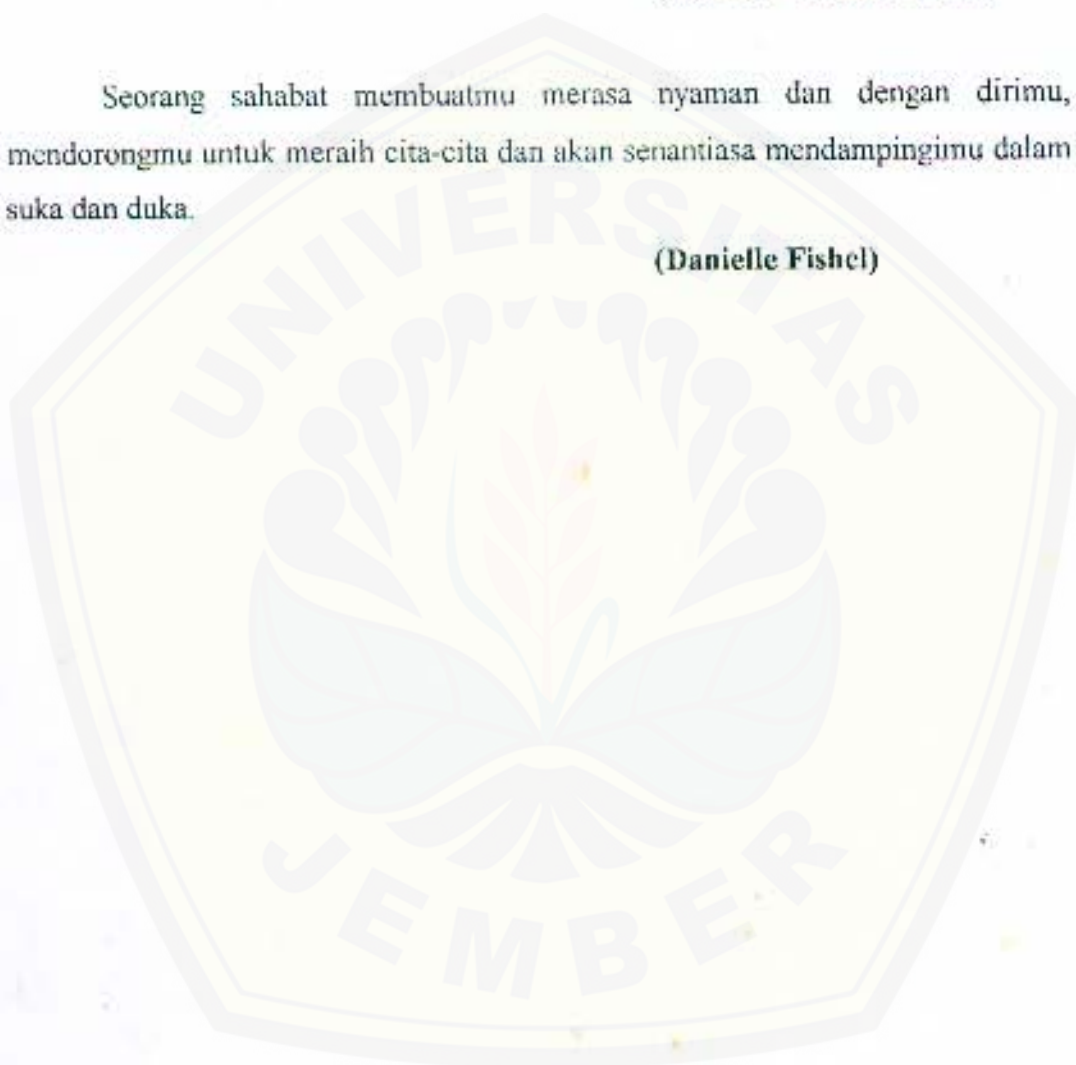 Seorang sahabat membuatmu merasa nyaman dan dengan dirimu,
mendorongmu untuk meraih cita-cita dan akan senantiasa mendampingimu dalam
suka dan duka.
(Danielle Fishel)
UNIVERSITAS
JEMBER